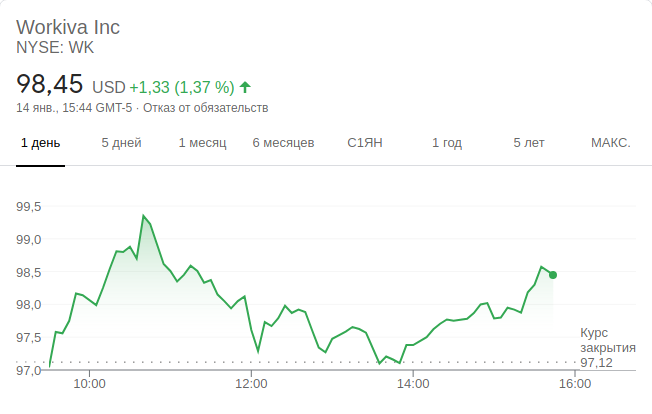 Workiva Inc
NYSE: WK
98,45 USD +1,33 (1,37 %)
14 янв., 15:44 GMT-5 · Отказ от обязательств
1 день 5 дней 1 месяц 6 месяцев С1ЯН 1 год 5 лет МАКС.
99,5
99,0
98,5
98,0
97,5
97,0
Курс
закрытия
97,12
10:00 12:00 14:00 16:00